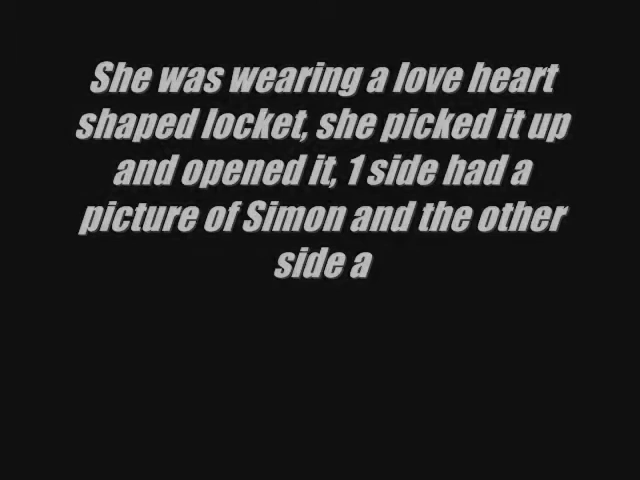 She was wearing a love heart
shaped locket, she picked it up
and opened it, 1 side had a
picture of Simon and the other
side a